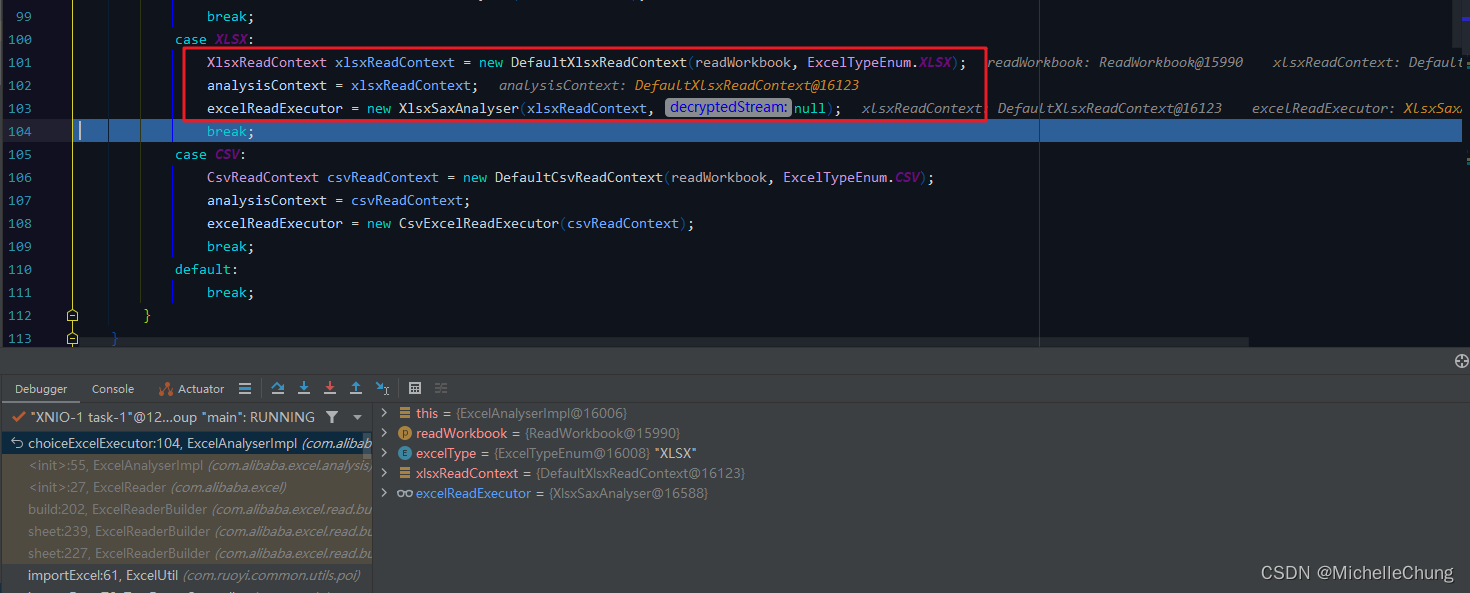 99 break;
100 case XLSX:
101 XlsxReadContext xlsxReadContext = new DefaultXlsxReadContext(readWorkbook, ExcelTypeEnum.XLSX); readWorkbook: ReadWorkbook@15990 xlsxReadContext: Default
102 analysisContext = xlsxReadContext; analysisContext: DefaultXlsxReadContext@16123
103 excelReadExecutor = new XlsxSaxAnalyser(xlsxReadContext, decryptedStream: null); xlsxReadContext: DefaultXlsxReadContext@16123 excelReadExecutor: XlsxSax
104 break;
105 case CSV:
106 CsvReadContext csvReadContext = new DefaultCsvReadContext(readWorkbook, ExcelTypeEnum.CSV);
107 analysisContext = csvReadContext;
108 excelReadExecutor = new CsvExcelReadExecutor(csvReadContext);
109 break;
110 default:
111 break;
112 }
113 }
Debugger Console Actuator
"XNIO-1 task-1"@12...oup "main": RUNNING
choiceExcelExecutor:104, ExcelAnalyserImpl (com.alibab
<init>:55, ExcelAnalyserImpl (com.alibaba.excel.analysis)
<init>:27, ExcelReader (com.alibaba.excel)
build:202, ExcelReaderBuilder (com.alibaba.excel.read.bu
sheet:239, ExcelReaderBuilder (com.alibaba.excel.read.bu
sheet:227, ExcelReaderBuilder (com.alibaba.excel.read.bu
importExcel:61, ExcelUtil (com.ruoyi.common.utils.poi)
this = {ExcelAnalyserImpl@16006}
readWorkbook = {ReadWorkbook@15990}
excelType = {ExcelTypeEnum@16008} "XLSX"
xlsxReadContext = {DefaultXlsxReadContext@16123}
excelReadExecutor = {XlsxSaxAnalyser@16588}
CSDN @MichelleChung